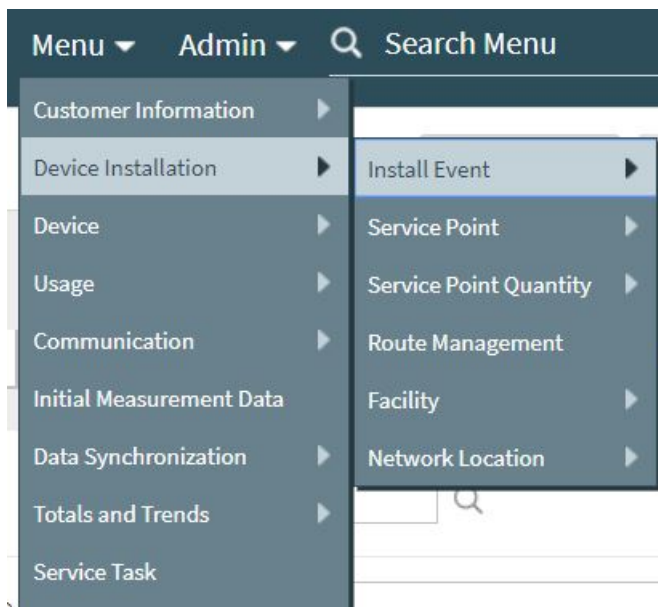 Menu Admin Search Menu
Customer Information
Device Installation
Device
Usage
Communication
Initial Measurement Data
Data Synchronization
Totals and Trends
Service Task
Install Event
Service Point
Service Point Quantity
Route Management
Facility
Network Location